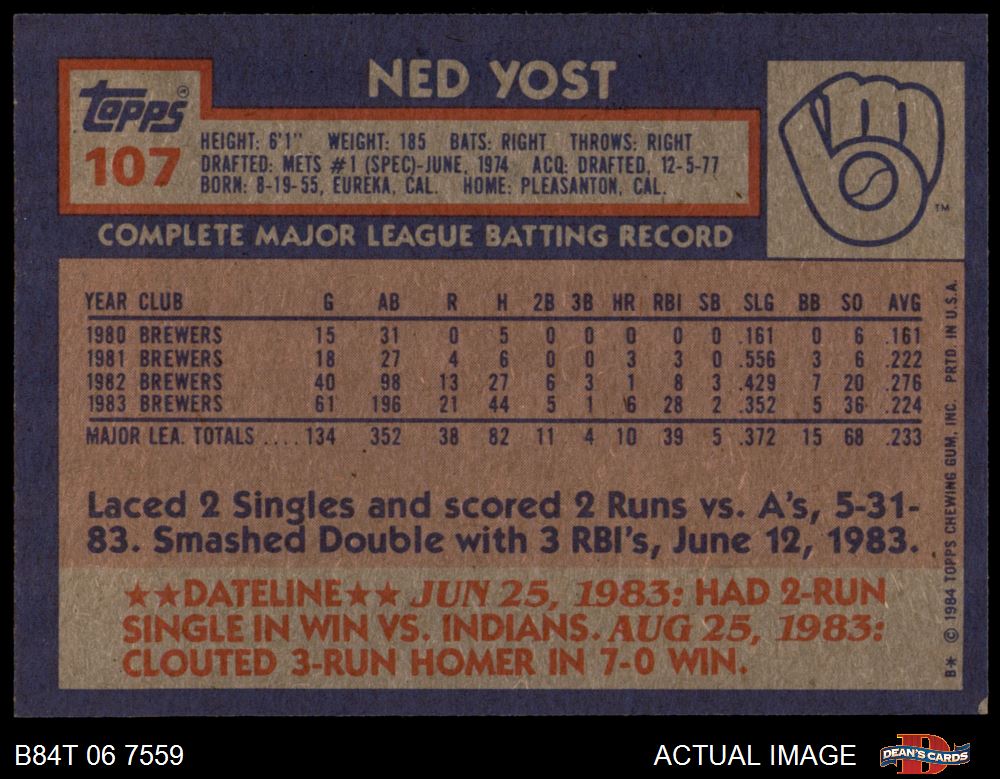 NED YOST
Topps®
107
HEIGHT: 6'1" WEIGHT: 185 BATS: RIGHT THROWS: RIGHT
DRAFTED: METS #1 (SPEC)-JUNE, 1974 ACQ: DRAFTED, 12-5-77
BORN: 8-19-55, EUREKA, CAL. HOME: PLEASANTON, CAL.
TM
COMPLETE MAJOR LEAGUE BATTING RECORD
YEAR CLUB G AB R H 2B 3B HR RBI SB SLG BB SO AVG
1980 BREWERS 15 31 0 5 0 0 0 0 0 .161 0 6 .161
1981 BREWERS 18 27 4 6 0 0 3 3 0 .556 3 6 .222
1982 BREWERS 40 98 13 27 6 3 1 8 3 .429 7 20 .276
1983 BREWERS 61 196 21 44 5 1 6 28 2 .352 5 36 .224
MAJOR LEA. TOTALS .... 134 352 38 82 11 4 10 39 5 .372 15 68 .233
Laced 2 Singles and scored 2 Runs vs. A's, 5-31-
83. Smashed Double with 3 RBI's, June 12, 1983.
★★DATELINE★★ JUN 25, 1983: HAD 2-RUN
SINGLE IN WIN VS. INDIANS. AUG 25, 1983:
CLOUTED 3-RUN HOMER IN 7-0 WIN.
B* © 1984 TOPPS CHEWING GUM, INC. PRTD. IN U.S.A.
B84T 06 7559
ACTUAL IMAGE
DEAN'S CARDS